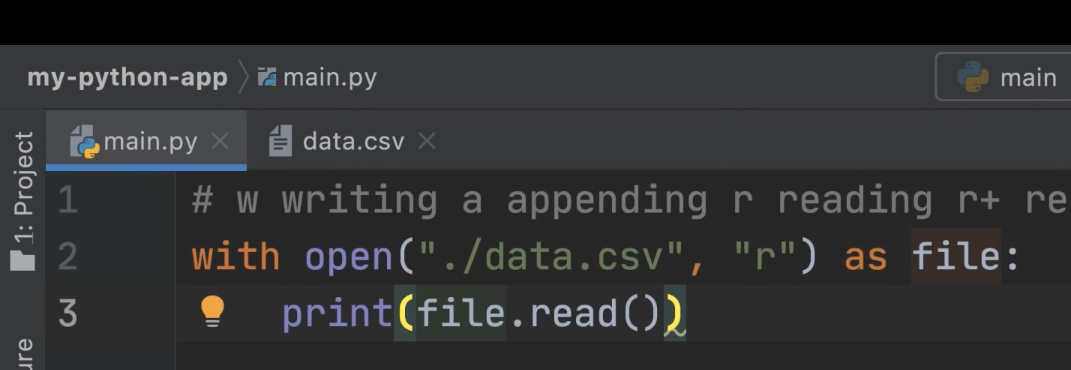 my-python-app main.py main
main.py data.csv
1: Project
1 # w writing a appending r reading r+ re
2 with open("./data.csv", "r") as file:
3 print(file.read())
ure